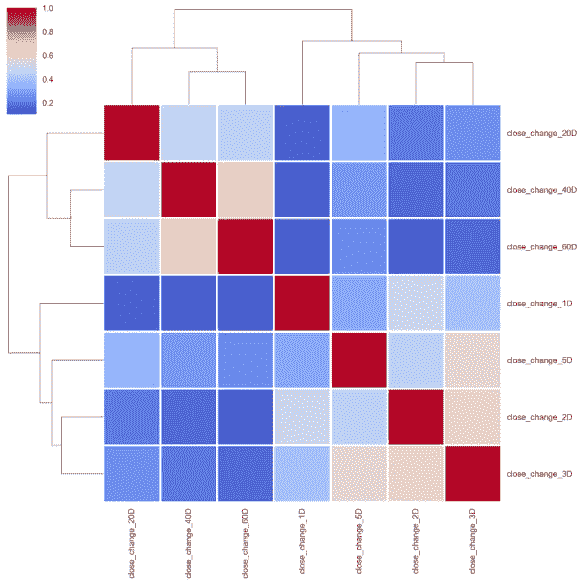 1.0
0.8
0.6
0.4
0.2
close_change_20D
close_change_40D
close_change_60D
close_change_1D
close_change_5D
close_change_2D
close_change_3D
close_change_20D
close_change_40D
close_change_60D
close_change_1D
close_change_5D
close_change_2D
close_change_3D